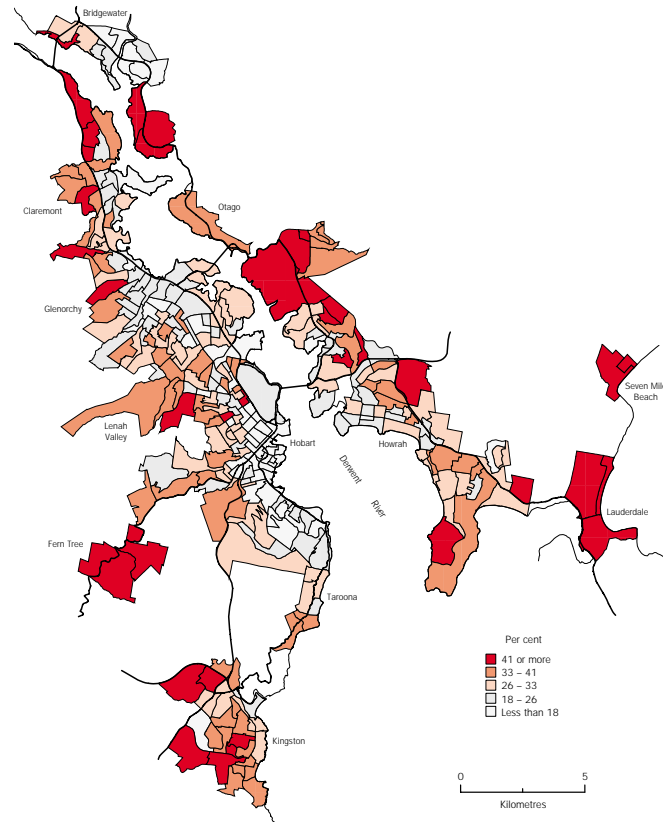 Bridgewater
Claremont
Otago
Glenorchy
Seven Mile
Beach
Lenah
Valley
Hobart
Howrah
Derwent
River
Fern Tree
Lauderdale
Taroona
Kingston
Per cent
41 or more
33 – 41
26 – 33
18 – 26
Less than 18
0
5
Kilometres